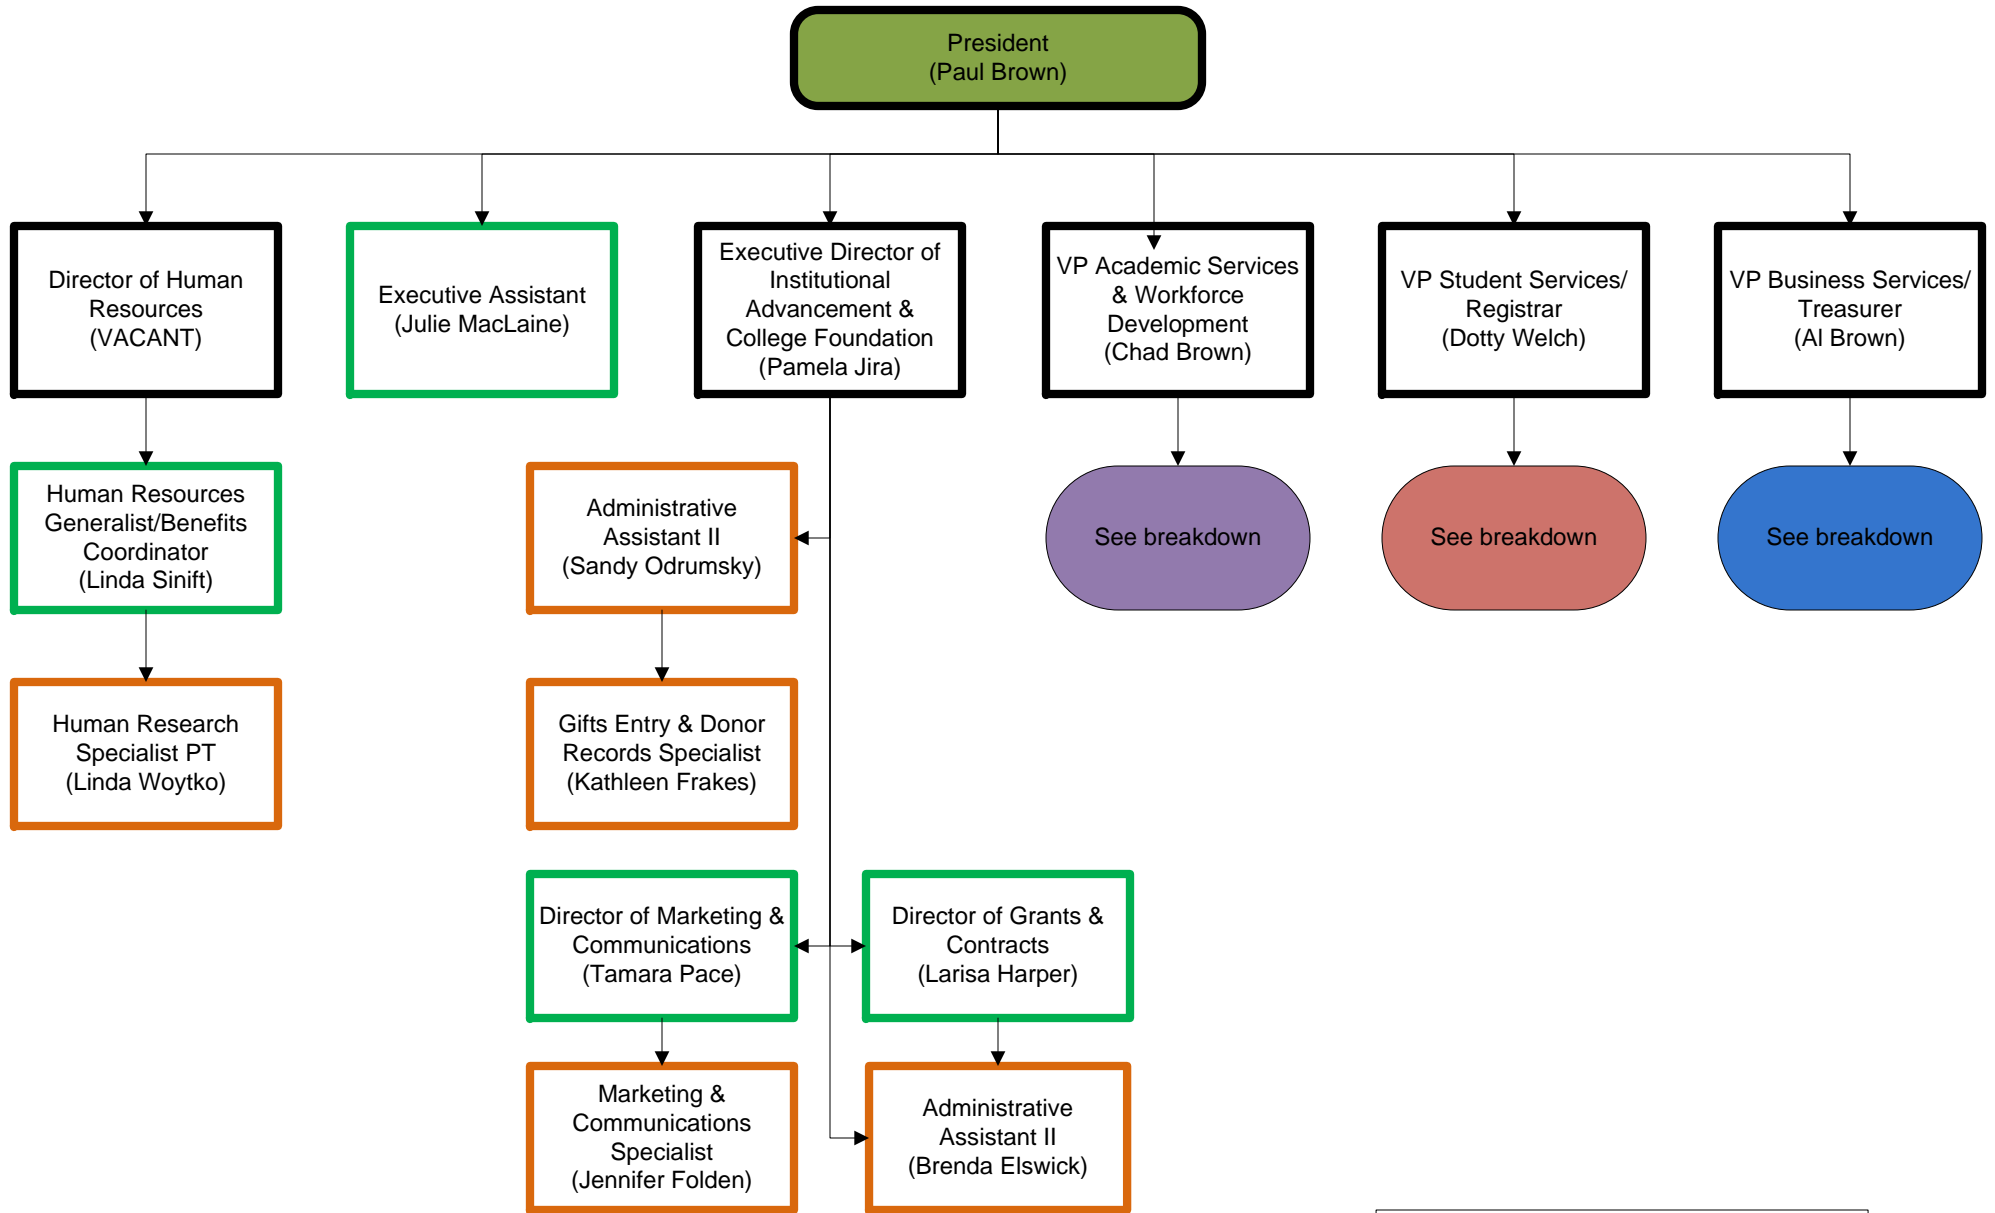 President
(Paul Brown)
Director of Human
Resources
(VACANT)
Executive Assistant
(Julie MacLaine)
Executive Director of
Institutional
Advancement &
College Foundation
(Pamela Jira)
VP Academic Services
& Workforce
Development
(Chad Brown)
VP Student Services/
Registrar
(Dotty Welch)
VP Business Services/
Treasurer
(Al Brown)
Human Resources
Generalist/Benefits
Coordinator
(Linda Sinift)
Administrative
Assistant II
(Sandy Odrumsky)
See breakdown
See breakdown
See breakdown
Human Research
Specialist PT
(Linda Woytko)
Gifts Entry & Donor
Records Specialist
(Kathleen Frakes)
Director of Marketing &
Communications
(Tamara Pace)
Director of Grants &
Contracts
(Larisa Harper)
Marketing &
Communications
Specialist
(Jennifer Folden)
Administrative
Assistant II
(Brenda Elswick)